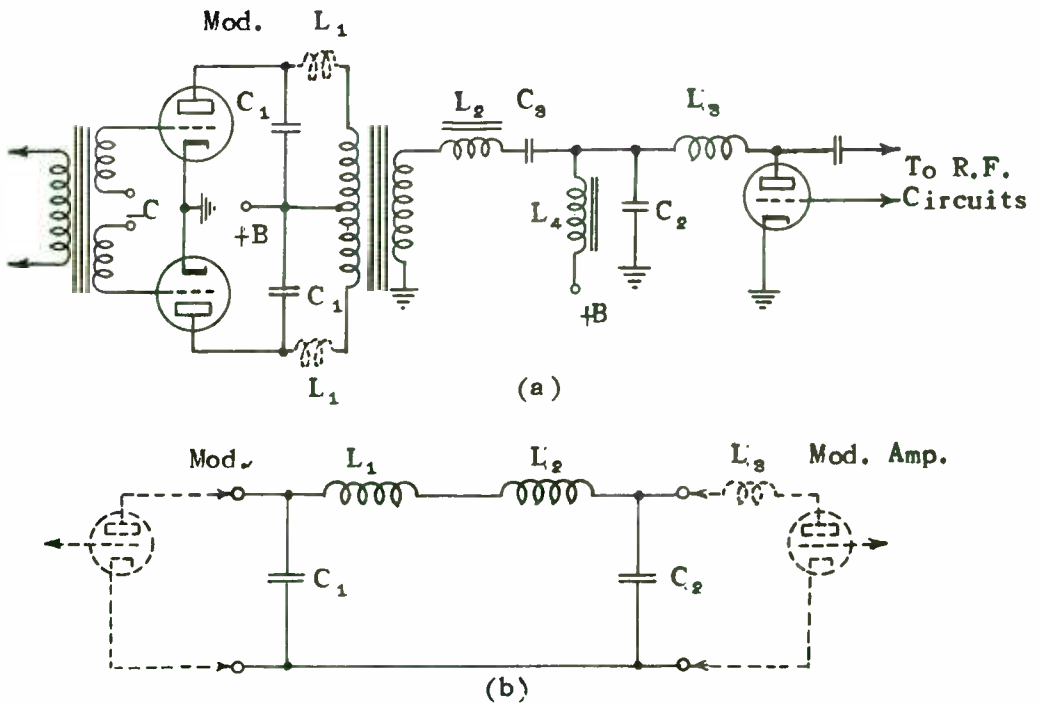 Mod.
L₁
C₁
L₂
C₃
L₃
To R.F.
Circuits
-C
+B
L₄
C₂
C₁
+B
L₁
(a)
Mod.
L₁
L₂
L₃
Mod. Amp.
C₁
C₂
(b)